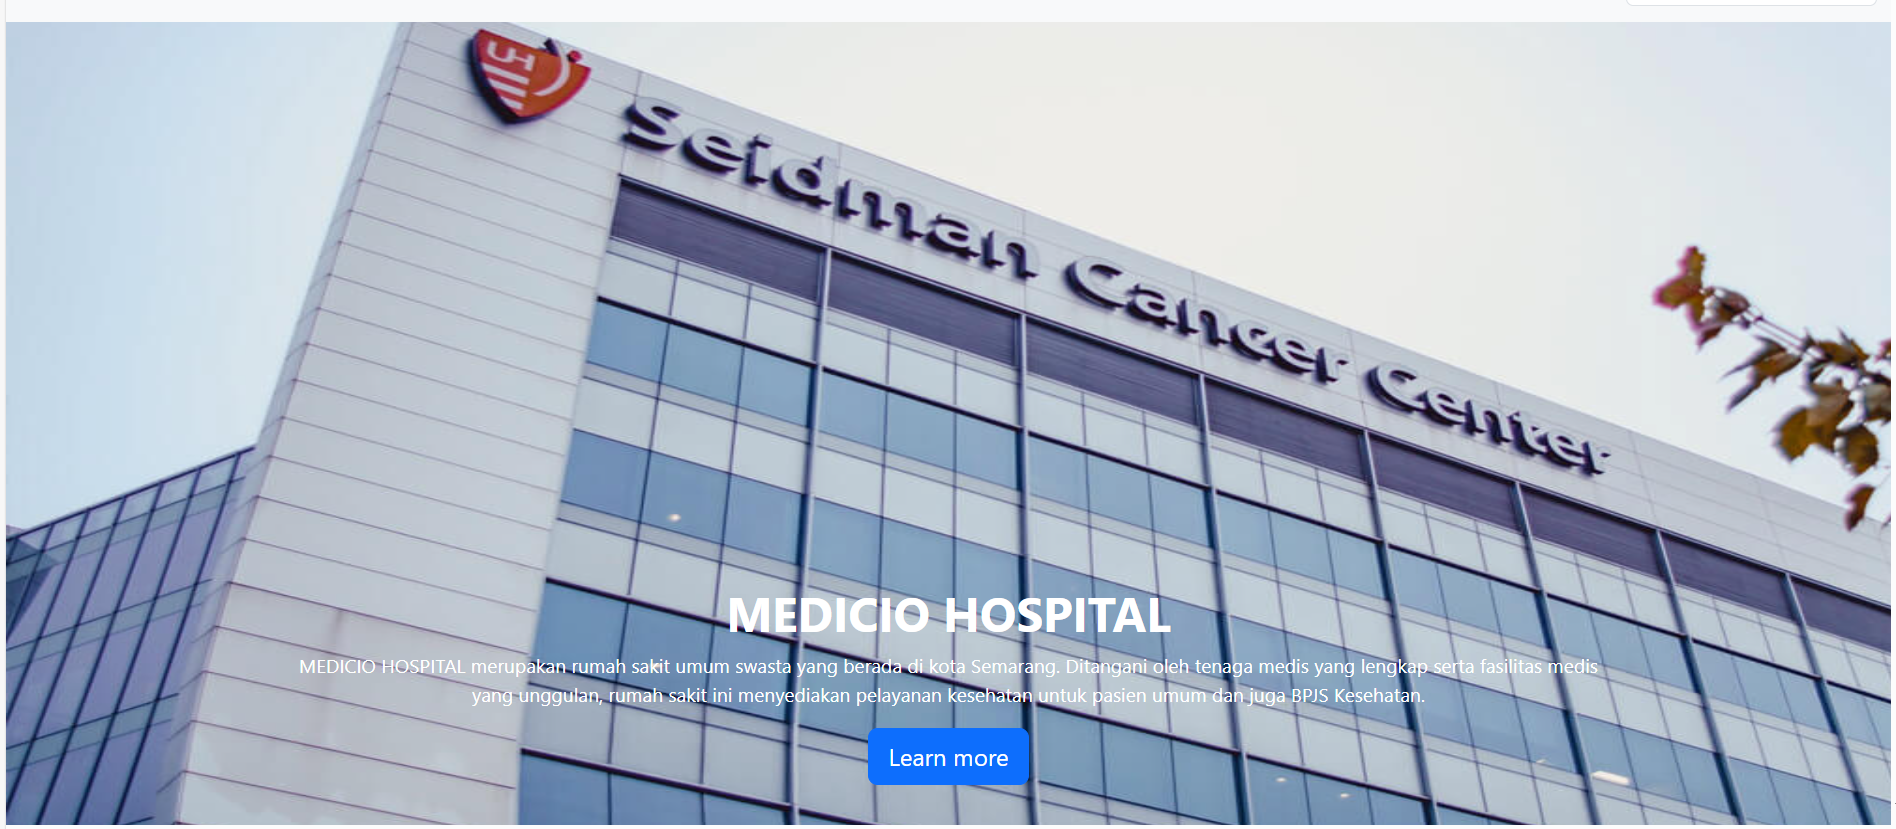 UH
Seidman Cancer Center
MEDICIO HOSPITAL
MEDICIO HOSPITAL merupakan rumah sakit umum swasta yang berada di kota Semarang. Ditangani oleh tenaga medis yang lengkap serta fasilitas medis
yang unggulan, rumah sakit ini menyediakan pelayanan kesehatan untuk pasien umum dan juga BPJS Kesehatan.
Learn more